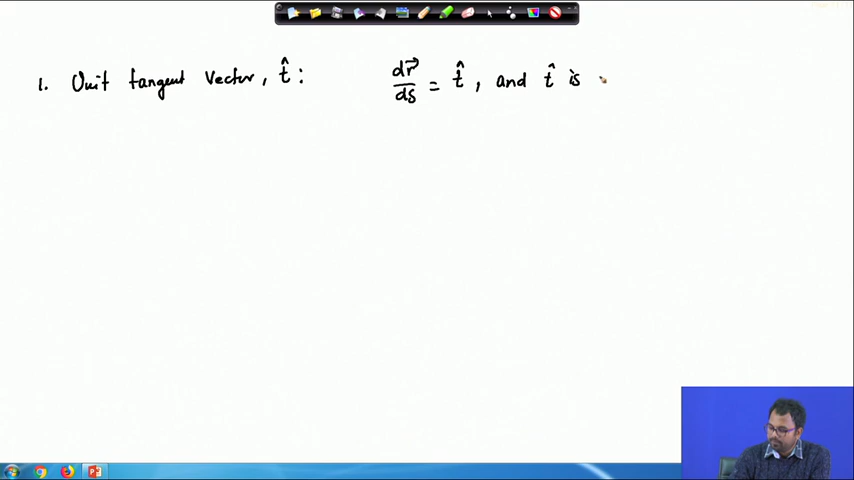 1. Unit tangent vector, t̂ : dr⃗/ds = t̂, and t̂ is